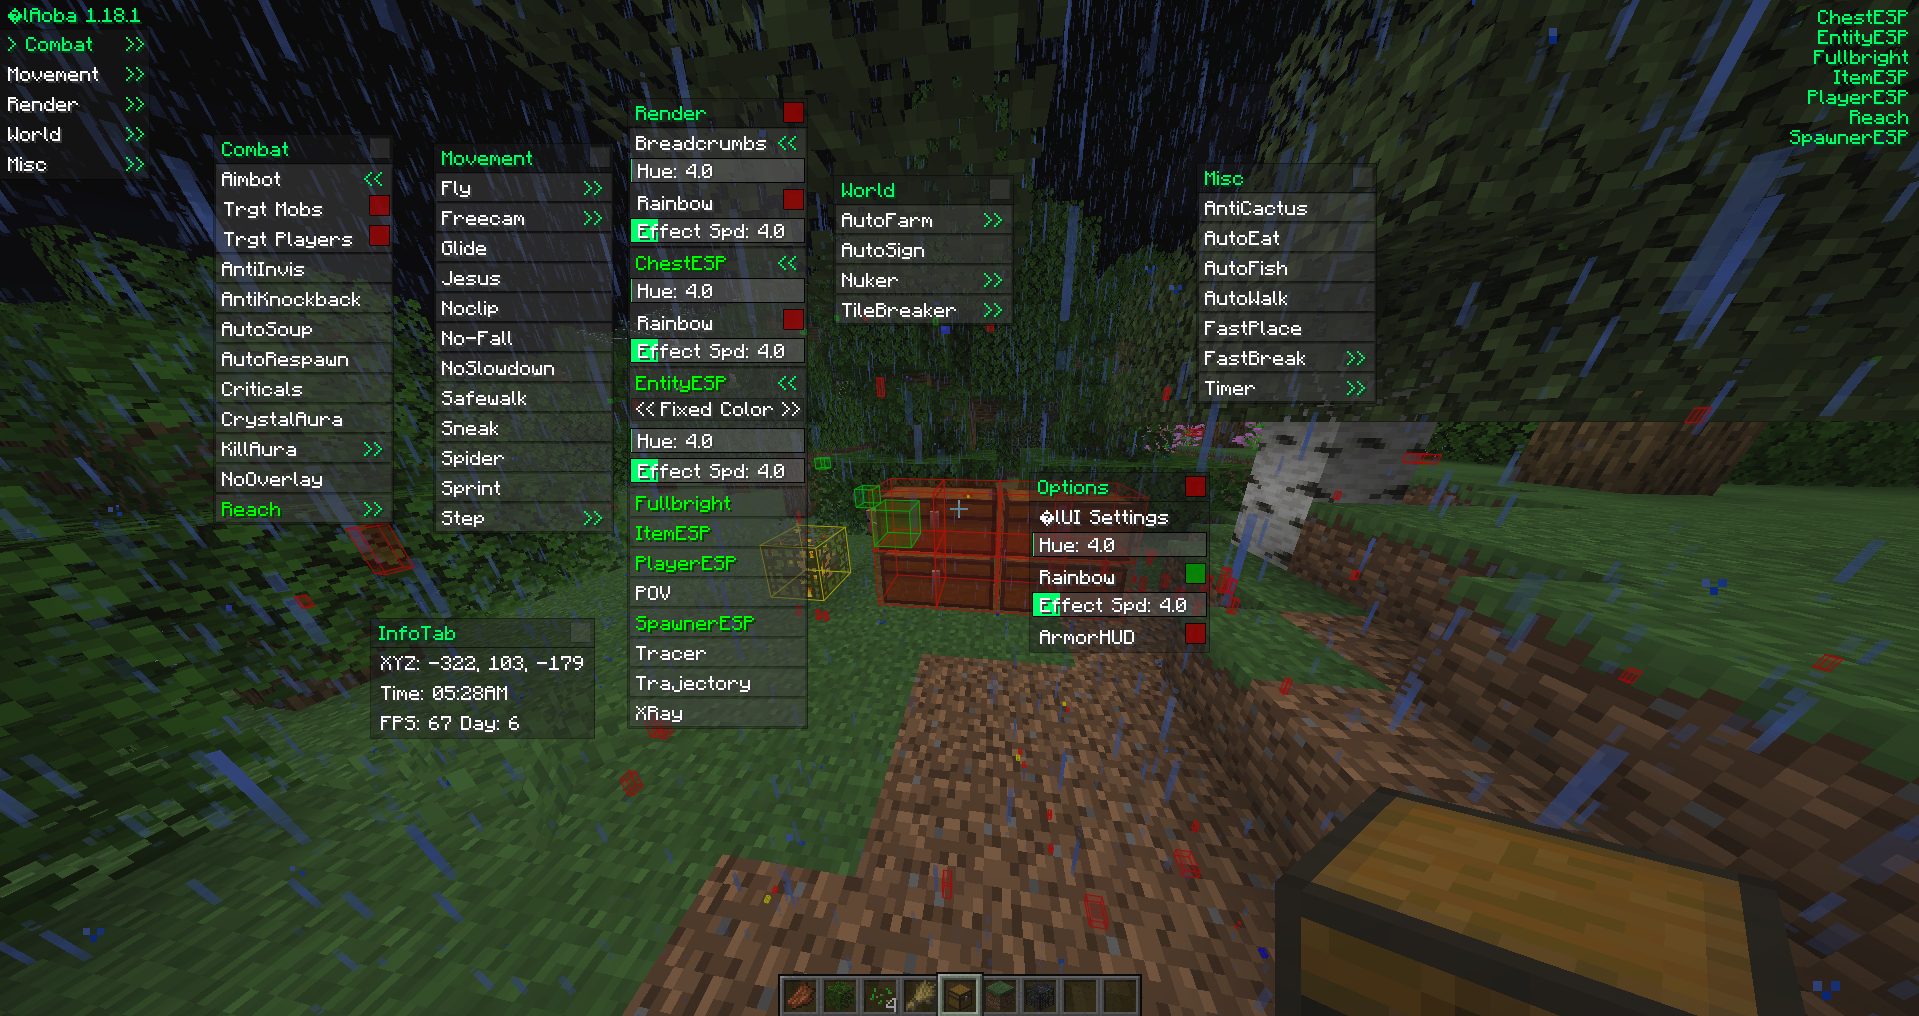 �lAoba 1.18.1
> Combat >>
Movement >>
Render >>
World >>
Misc >>
ChestESP
EntityESP
Fullbright
ItemESP
PlayerESP
Reach
SpawnerESP
Combat
Aimbot <<
Trgt Mobs
Trgt Players
AntiInvis
AntiKnockback
AutoSoup
AutoRespawn
Criticals
CrystalAura
KillAura >>
NoOverlay
Reach >>
Movement
Fly >>
Freecam >>
Glide
Jesus
Noclip
No-Fall
NoSlowdown
Safewalk
Sneak
Spider
Sprint
Step >>
Render
Breadcrumbs <<
Hue: 4.0
Rainbow
Effect Spd: 4.0
ChestESP <<
Hue: 4.0
Rainbow
Effect Spd: 4.0
EntityESP <<
<< Fixed Color >>
Hue: 4.0
Effect Spd: 4.0
Fullbright
ItemESP
PlayerESP
POV
SpawnerESP
Tracer
Trajectory
XRay
World
AutoFarm >>
AutoSign
Nuker >>
TileBreaker >>
Misc
AntiCactus
AutoEat
AutoFish
AutoWalk
FastPlace
FastBreak >>
Timer >>
Options
�lUI Settings
Hue: 4.0
Rainbow
Effect Spd: 4.0
ArmorHUD
InfoTab
XYZ: -322, 103, -179
Time: 05:28AM
FPS: 67 Day: 6
4